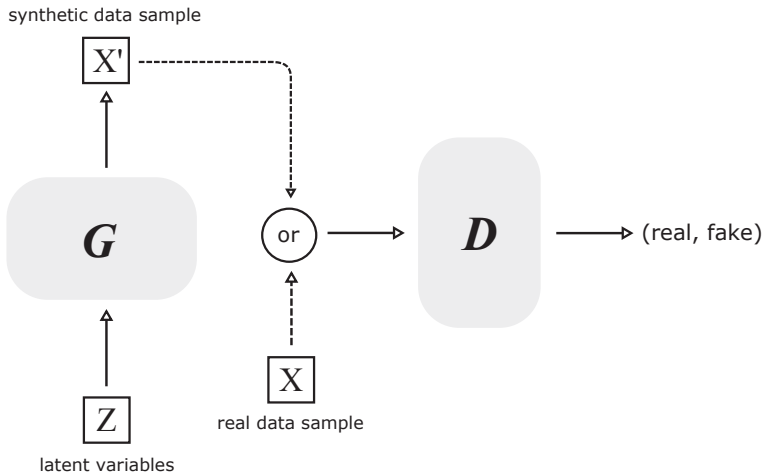 synthetic data sample
X'
G
or
D
(real, fake)
X
real data sample
Z
latent variables